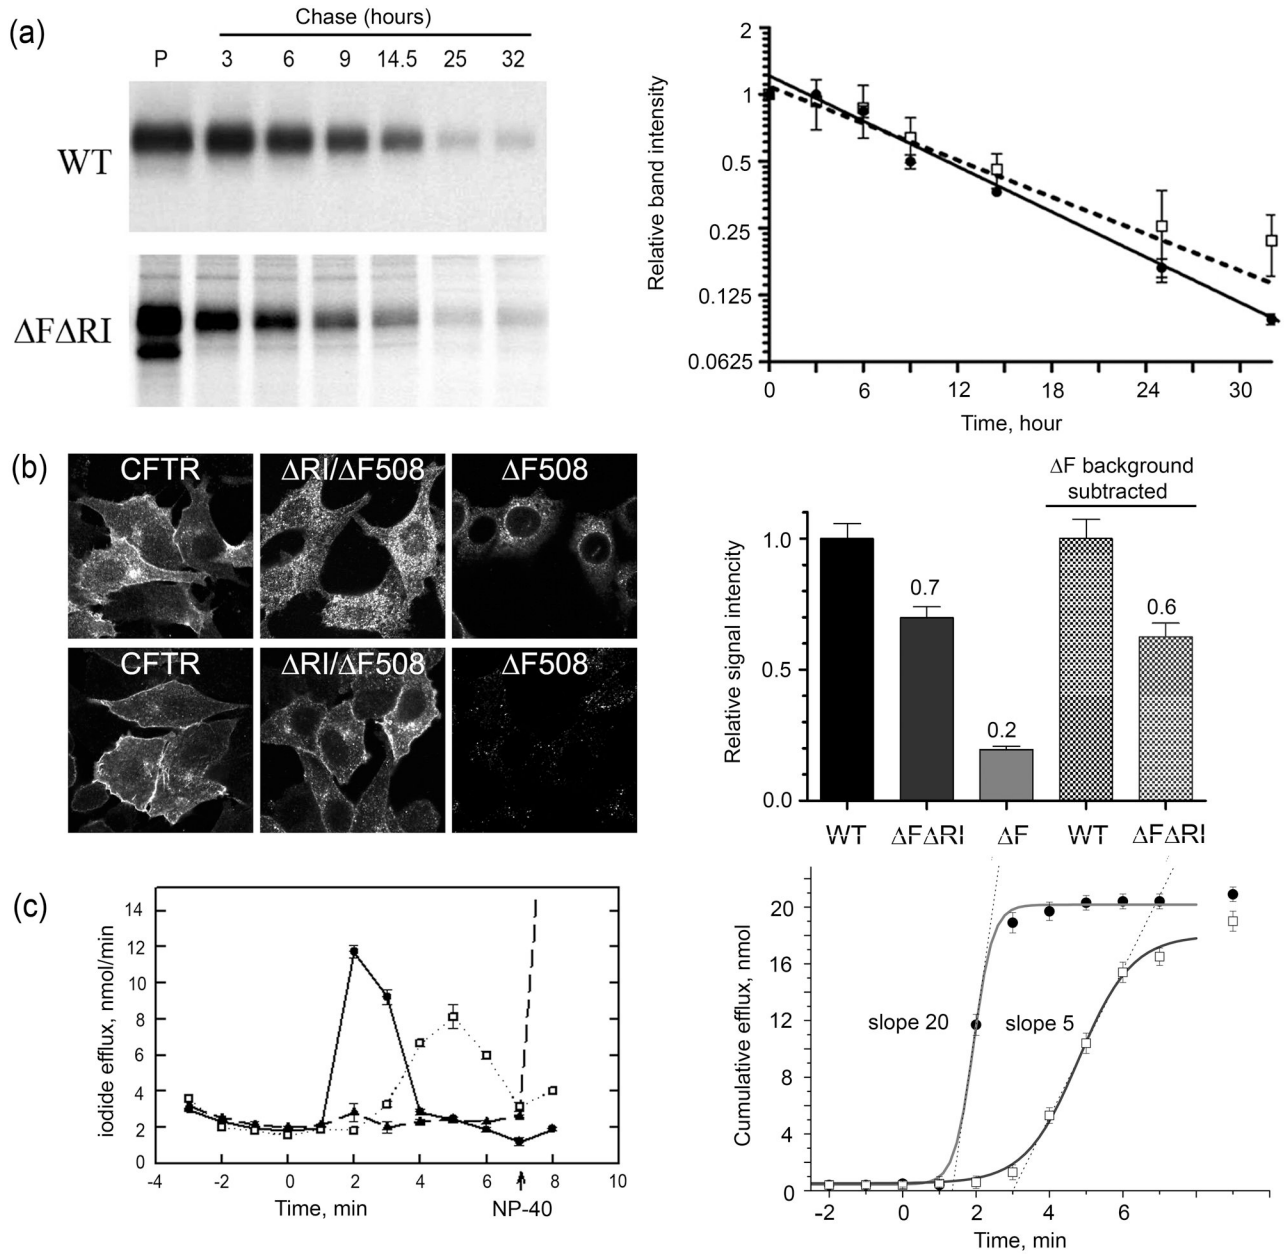 (a)
Chase (hours)
P 3 6 9 14.5 25 32
WT
ΔFΔRI
Relative band intensity
2
1
0.5
0.25
0.125
0.0625
0 6 12 18 24 30
Time, hour
(b)
CFTR ΔRI/ΔF508 ΔF508
CFTR ΔRI/ΔF508 ΔF508
ΔF background
subtracted
Relative signal intencity
1.0
0.5
0.0
0.7
0.2
0.6
WT ΔFΔRI ΔF WT ΔFΔRI
(c)
iodide efflux, nmol/min
14
12
10
8
6
4
2
0
-4 -2 0 2 4 6 8 10
Time, min
NP-40
Cumulative efflux, nmol
20
16
12
8
4
0
slope 20 slope 5
-2 0 2 4 6
Time, min